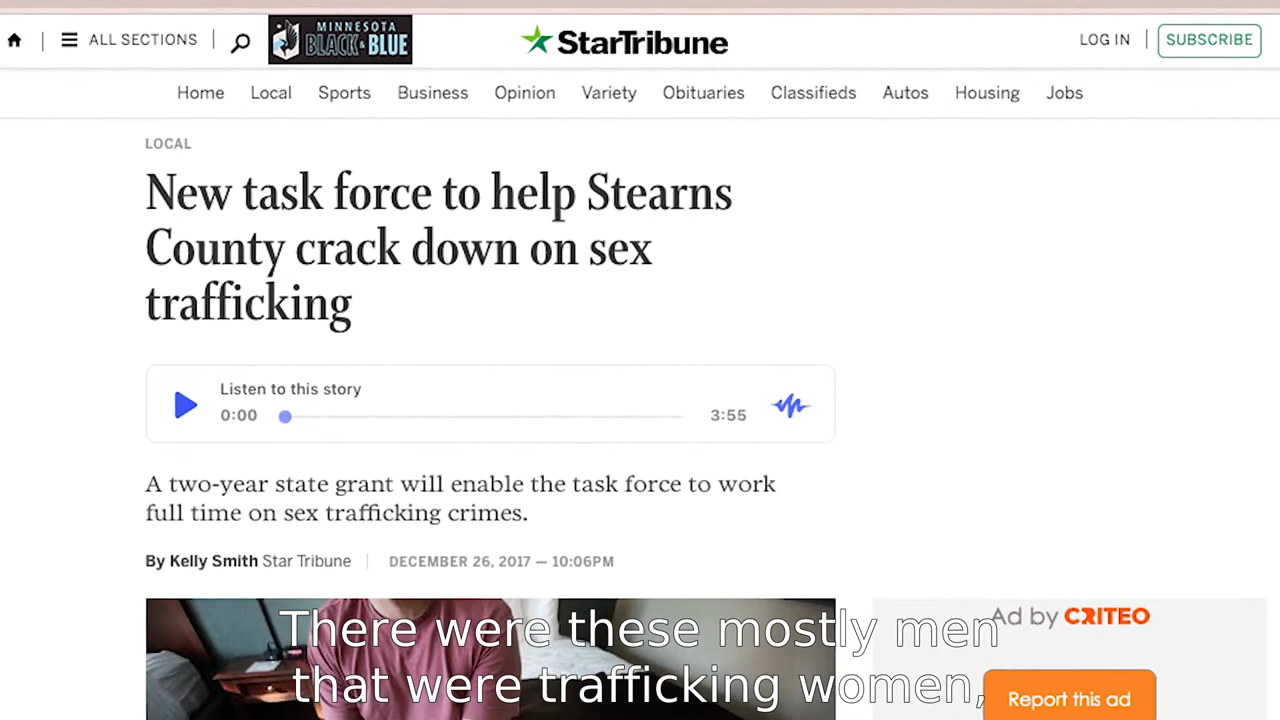 ALL SECTIONS
MINNESOTA
BLACK & BLUE
StarTribune
LOG IN
SUBSCRIBE
Home Local Sports Business Opinion Variety Obituaries Classifieds Autos Housing Jobs
LOCAL
New task force to help Stearns
County crack down on sex
trafficking
Listen to this story
0:00
3:55
A two-year state grant will enable the task force to work
full time on sex trafficking crimes.
By Kelly Smith Star Tribune
DECEMBER 26, 2017 — 10:06PM
Ad by CRITEO
Report this ad
There were these mostly men
that were trafficking women,